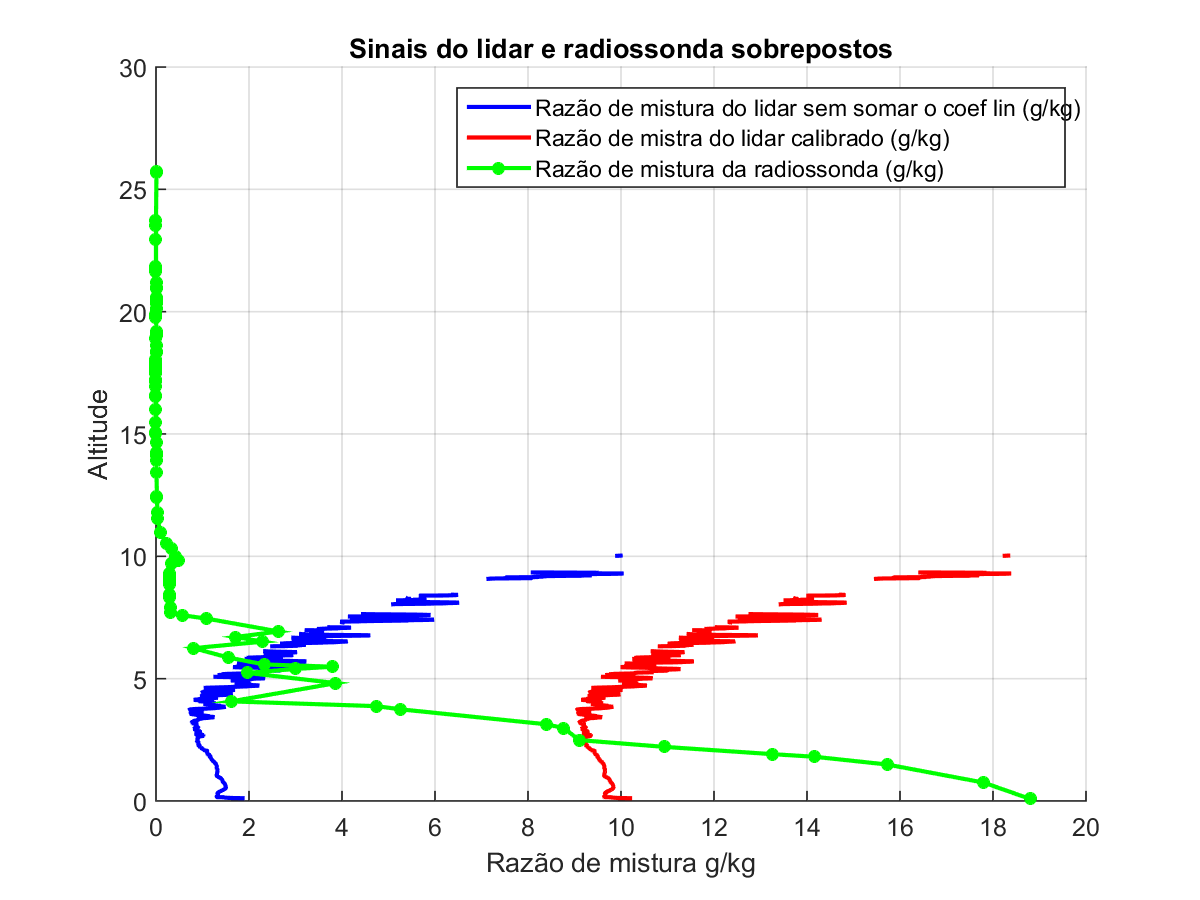 Sinais do lidar e radiossonda sobrepostos
30
25
20
15
10
5
0
Altitude
Razão de mistura do lidar sem somar o coef lin (g/kg)
Razão de mistra do lidar calibrado (g/kg)
Razão de mistura da radiossonda (g/kg)
0 2 4 6 8 10 12 14 16 18 20
Razão de mistura g/kg